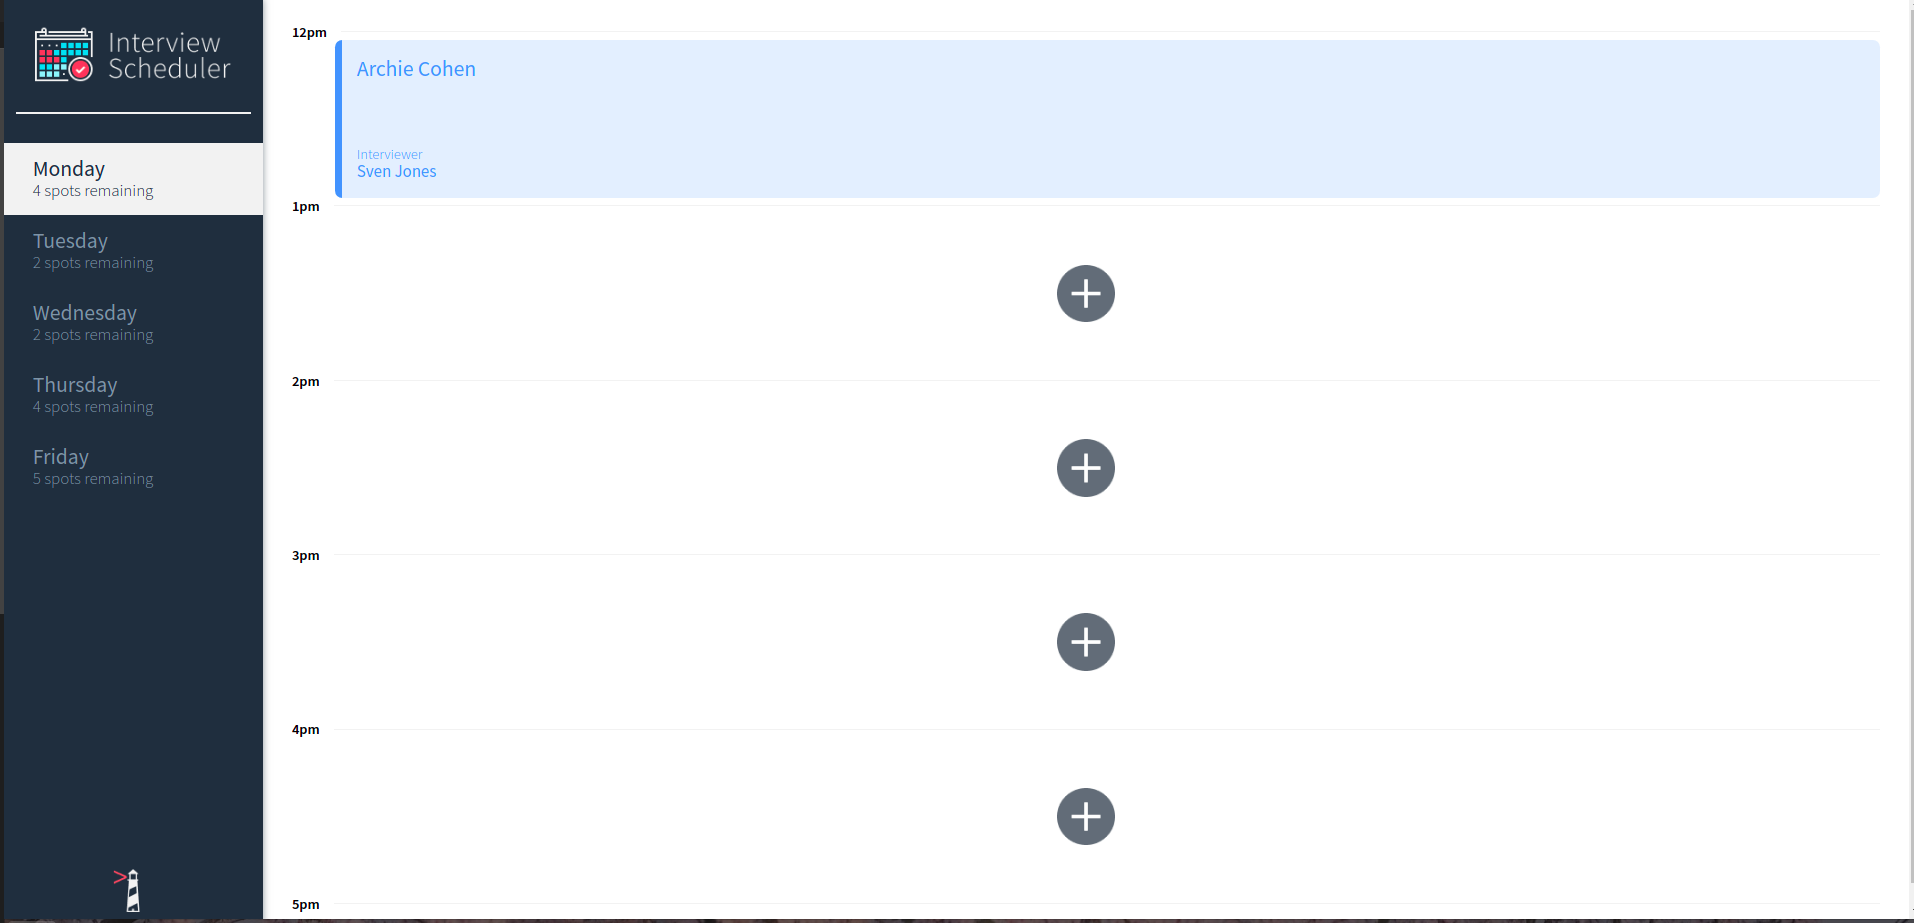 Interview
Scheduler
Monday
4 spots remaining
Tuesday
2 spots remaining
Wednesday
2 spots remaining
Thursday
4 spots remaining
Friday
5 spots remaining
12pm
Archie Cohen
Interviewer
Sven Jones
1pm
2pm
3pm
4pm
5pm